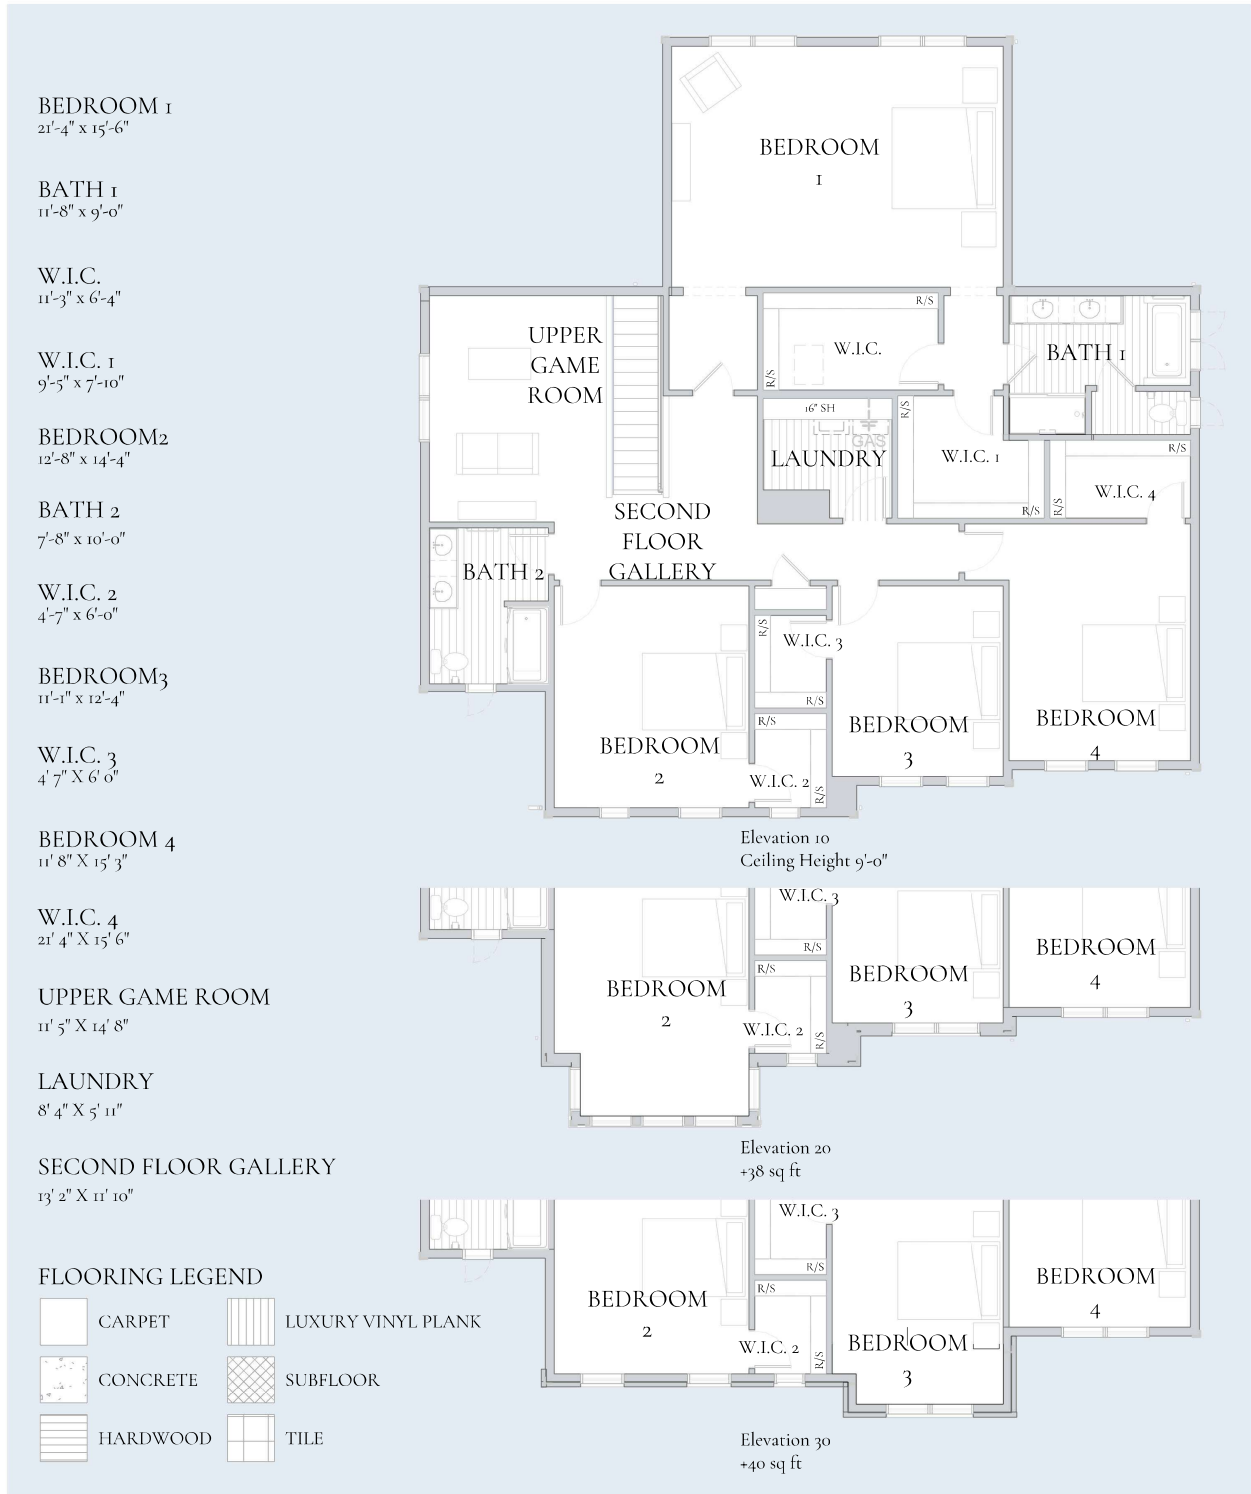 BEDROOM 1
21'-4" x 15'-6"
BATH 1
11'-8" x 9'-0"
W.I.C.
11'-3" x 6'-4"
W.I.C. 1
9'-5" x 7'-10"
BEDROOM2
12'-8" x 14'-4"
BATH 2
7'-8" x 10'-0"
W.I.C. 2
4'-7" x 6'-0"
BEDROOM3
11'-1" x 12'-4"
W.I.C. 3
4' 7" X 6' 0"
BEDROOM 4
11' 8" X 15' 3"
W.I.C. 4
21' 4" X 15' 6"
UPPER GAME ROOM
11' 5" X 14' 8"
LAUNDRY
8' 4" X 5' 11"
SECOND FLOOR GALLERY
13' 2" X 11' 10"
FLOORING LEGEND
CARPET
LUXURY VINYL PLANK
CONCRETE
SUBFLOOR
HARDWOOD
TILE
BEDROOM
1
R/S
UPPER
GAME
ROOM
W.I.C.
R/S
BATH 1
16" SH
R/S
GAS
LAUNDRY
W.I.C. 1
R/S
R/S
W.I.C. 4
R/S
SECOND
FLOOR
GALLERY
BATH 2
R/S
W.I.C. 3
R/S
BEDROOM
2
R/S
W.I.C. 2
R/S
BEDROOM
3
BEDROOM
4
Elevation 10
Ceiling Height 9'-0"
W.I.C. 3
R/S
BEDROOM
2
R/S
W.I.C. 2
R/S
BEDROOM
3
BEDROOM
4
Elevation 20
+38 sq ft
W.I.C. 3
R/S
BEDROOM
2
R/S
W.I.C. 2
R/S
BEDROOM
3
BEDROOM
4
Elevation 30
+40 sq ft